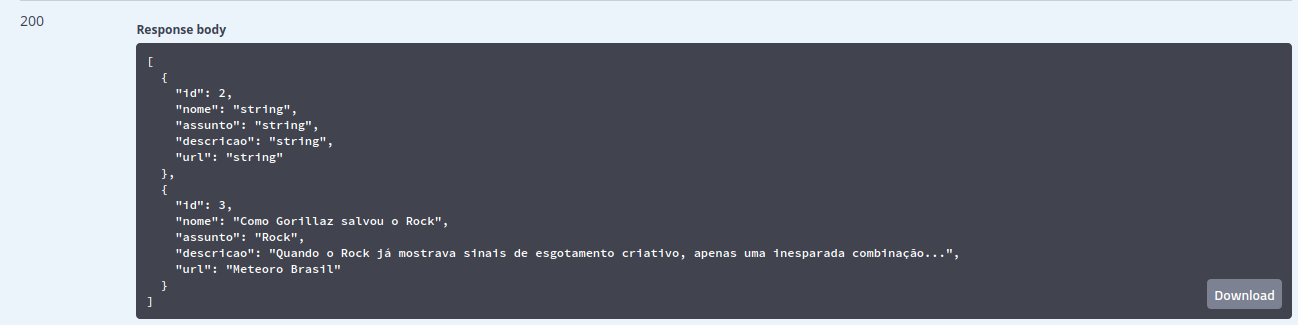 200
Response body
[
  {
    "id": 2,
    "nome": "string",
    "assunto": "string",
    "descricao": "string",
    "url": "string"
  },
  {
    "id": 3,
    "nome": "Como Gorillaz salvou o Rock",
    "assunto": "Rock",
    "descricao": "Quando o Rock já mostrava sinais de esgotamento criativo, apenas uma inesparada combinação...",
    "url": "Meteoro Brasil"
  }
]
Download